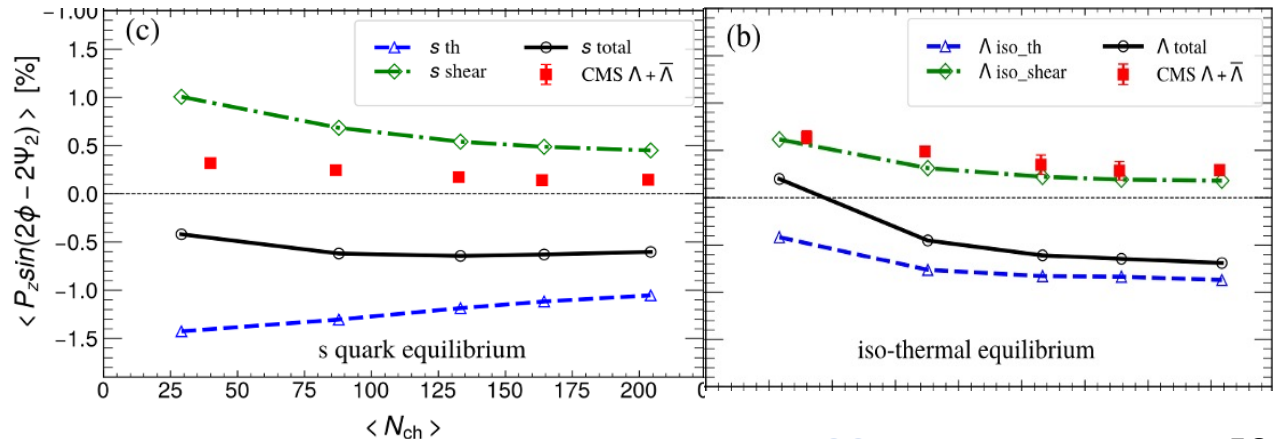 −1.00
(c)
s th
s shear
s total
CMS Λ + Λ̅
1.5
1.0
0.5
0.0
−0.5
−1.0
−1.5
< P_z sin(2ϕ − 2Ψ_2) > [%]
s quark equilibrium
0 25 50 75 100 125 150 175 200
< N_ch >
(b)
Λ iso_th
Λ iso_shear
Λ total
CMS Λ + Λ̅
iso-thermal equilibrium